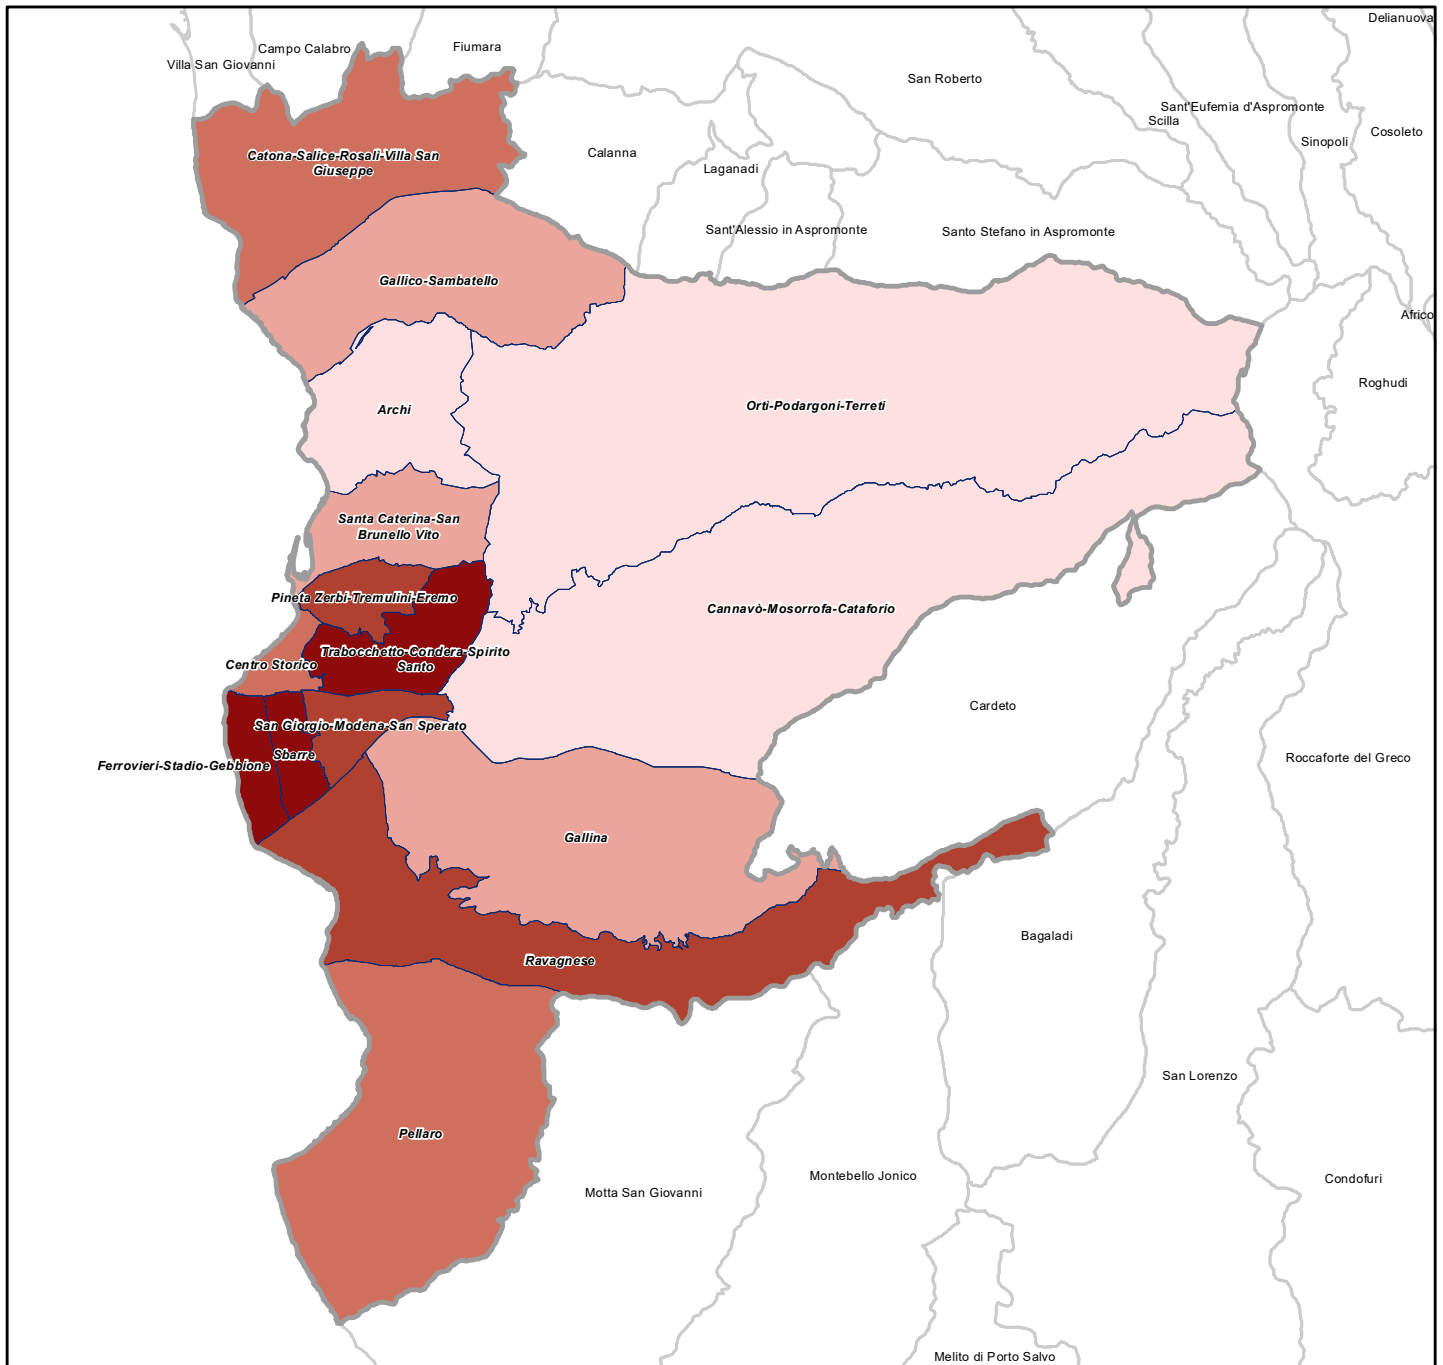 Delianuova
Campo Calabro
Fiumara
Villa San Giovanni
San Roberto
Sant'Eufemia d'Aspromonte
Scilla
Cosoleto
Sinopoli
Calanna
Catona-Salice-Rosali-Villa San
Giuseppe
Laganadi
Sant'Alessio in Aspromonte
Santo Stefano in Aspromonte
Gallico-Sambatello
Africo
Roghudi
Archi
Orti-Podargoni-Terreti
Santa Caterina-San
Brunello Vito
Pineta Zerbi-Tremulini-Eremo
Cannavò-Mosorrofa-Cataforio
Trabocchetto-Condera-Spirito
Santo
Centro Storico
Cardeto
San Giorgio-Modena-San Sperato
Sbarre
Ferrovieri-Stadio-Gebbione
Roccaforte del Greco
Gallina
Bagaladi
Ravagnese
San Lorenzo
Pellaro
Montebello Jonico
Condofuri
Motta San Giovanni
Melito di Porto Salvo